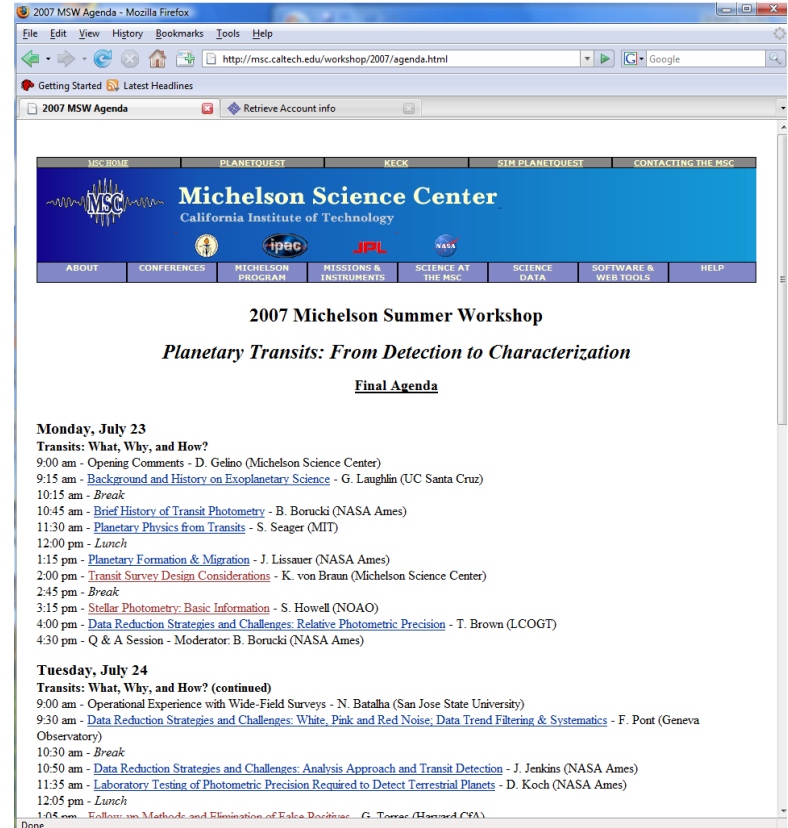 2007 MSW Agenda - Mozilla Firefox
File Edit View History Bookmarks Tools Help
http://msc.caltech.edu/workshop/2007/agenda.html
G Google
Getting Started Latest Headlines
2007 MSW Agenda Retrieve Account info
MSC HOME PLANETQUEST KECK SIM PLANETQUEST CONTACTING THE MSC
MSC
Michelson Science Center
California Institute of Technology
ipac JPL NASA
ABOUT CONFERENCES MICHELSON PROGRAM MISSIONS & INSTRUMENTS SCIENCE AT THE MSC SCIENCE DATA SOFTWARE & WEB TOOLS HELP
2007 Michelson Summer Workshop
Planetary Transits: From Detection to Characterization
Final Agenda
Monday, July 23
Transits: What, Why, and How?
9:00 am - Opening Comments - D. Gelino (Michelson Science Center)
9:15 am - Background and History on Exoplanetary Science - G. Laughlin (UC Santa Cruz)
10:15 am - Break
10:45 am - Brief History of Transit Photometry - B. Borucki (NASA Ames)
11:30 am - Planetary Physics from Transits - S. Seager (MIT)
12:00 pm - Lunch
1:15 pm - Planetary Formation & Migration - J. Lissauer (NASA Ames)
2:00 pm - Transit Survey Design Considerations - K. von Braun (Michelson Science Center)
2:45 pm - Break
3:15 pm - Stellar Photometry: Basic Information - S. Howell (NOAO)
4:00 pm - Data Reduction Strategies and Challenges: Relative Photometric Precision - T. Brown (LCOGT)
4:30 pm - Q & A Session - Moderator: B. Borucki (NASA Ames)
Tuesday, July 24
Transits: What, Why, and How? (continued)
9:00 am - Operational Experience with Wide-Field Surveys - N. Batalha (San Jose State University)
9:30 am - Data Reduction Strategies and Challenges: White, Pink and Red Noise; Data Trend Filtering & Systematics - F. Pont (Geneva
Observatory)
10:30 am - Break
10:50 am - Data Reduction Strategies and Challenges: Analysis Approach and Transit Detection - J. Jenkins (NASA Ames)
11:35 am - Laboratory Testing of Photometric Precision Required to Detect Terrestrial Planets - D. Koch (NASA Ames)
12:05 pm - Lunch
1:05 pm - Follow-up Methods and Elimination of False Positives - G. Torres (Harvard CfA)
Done